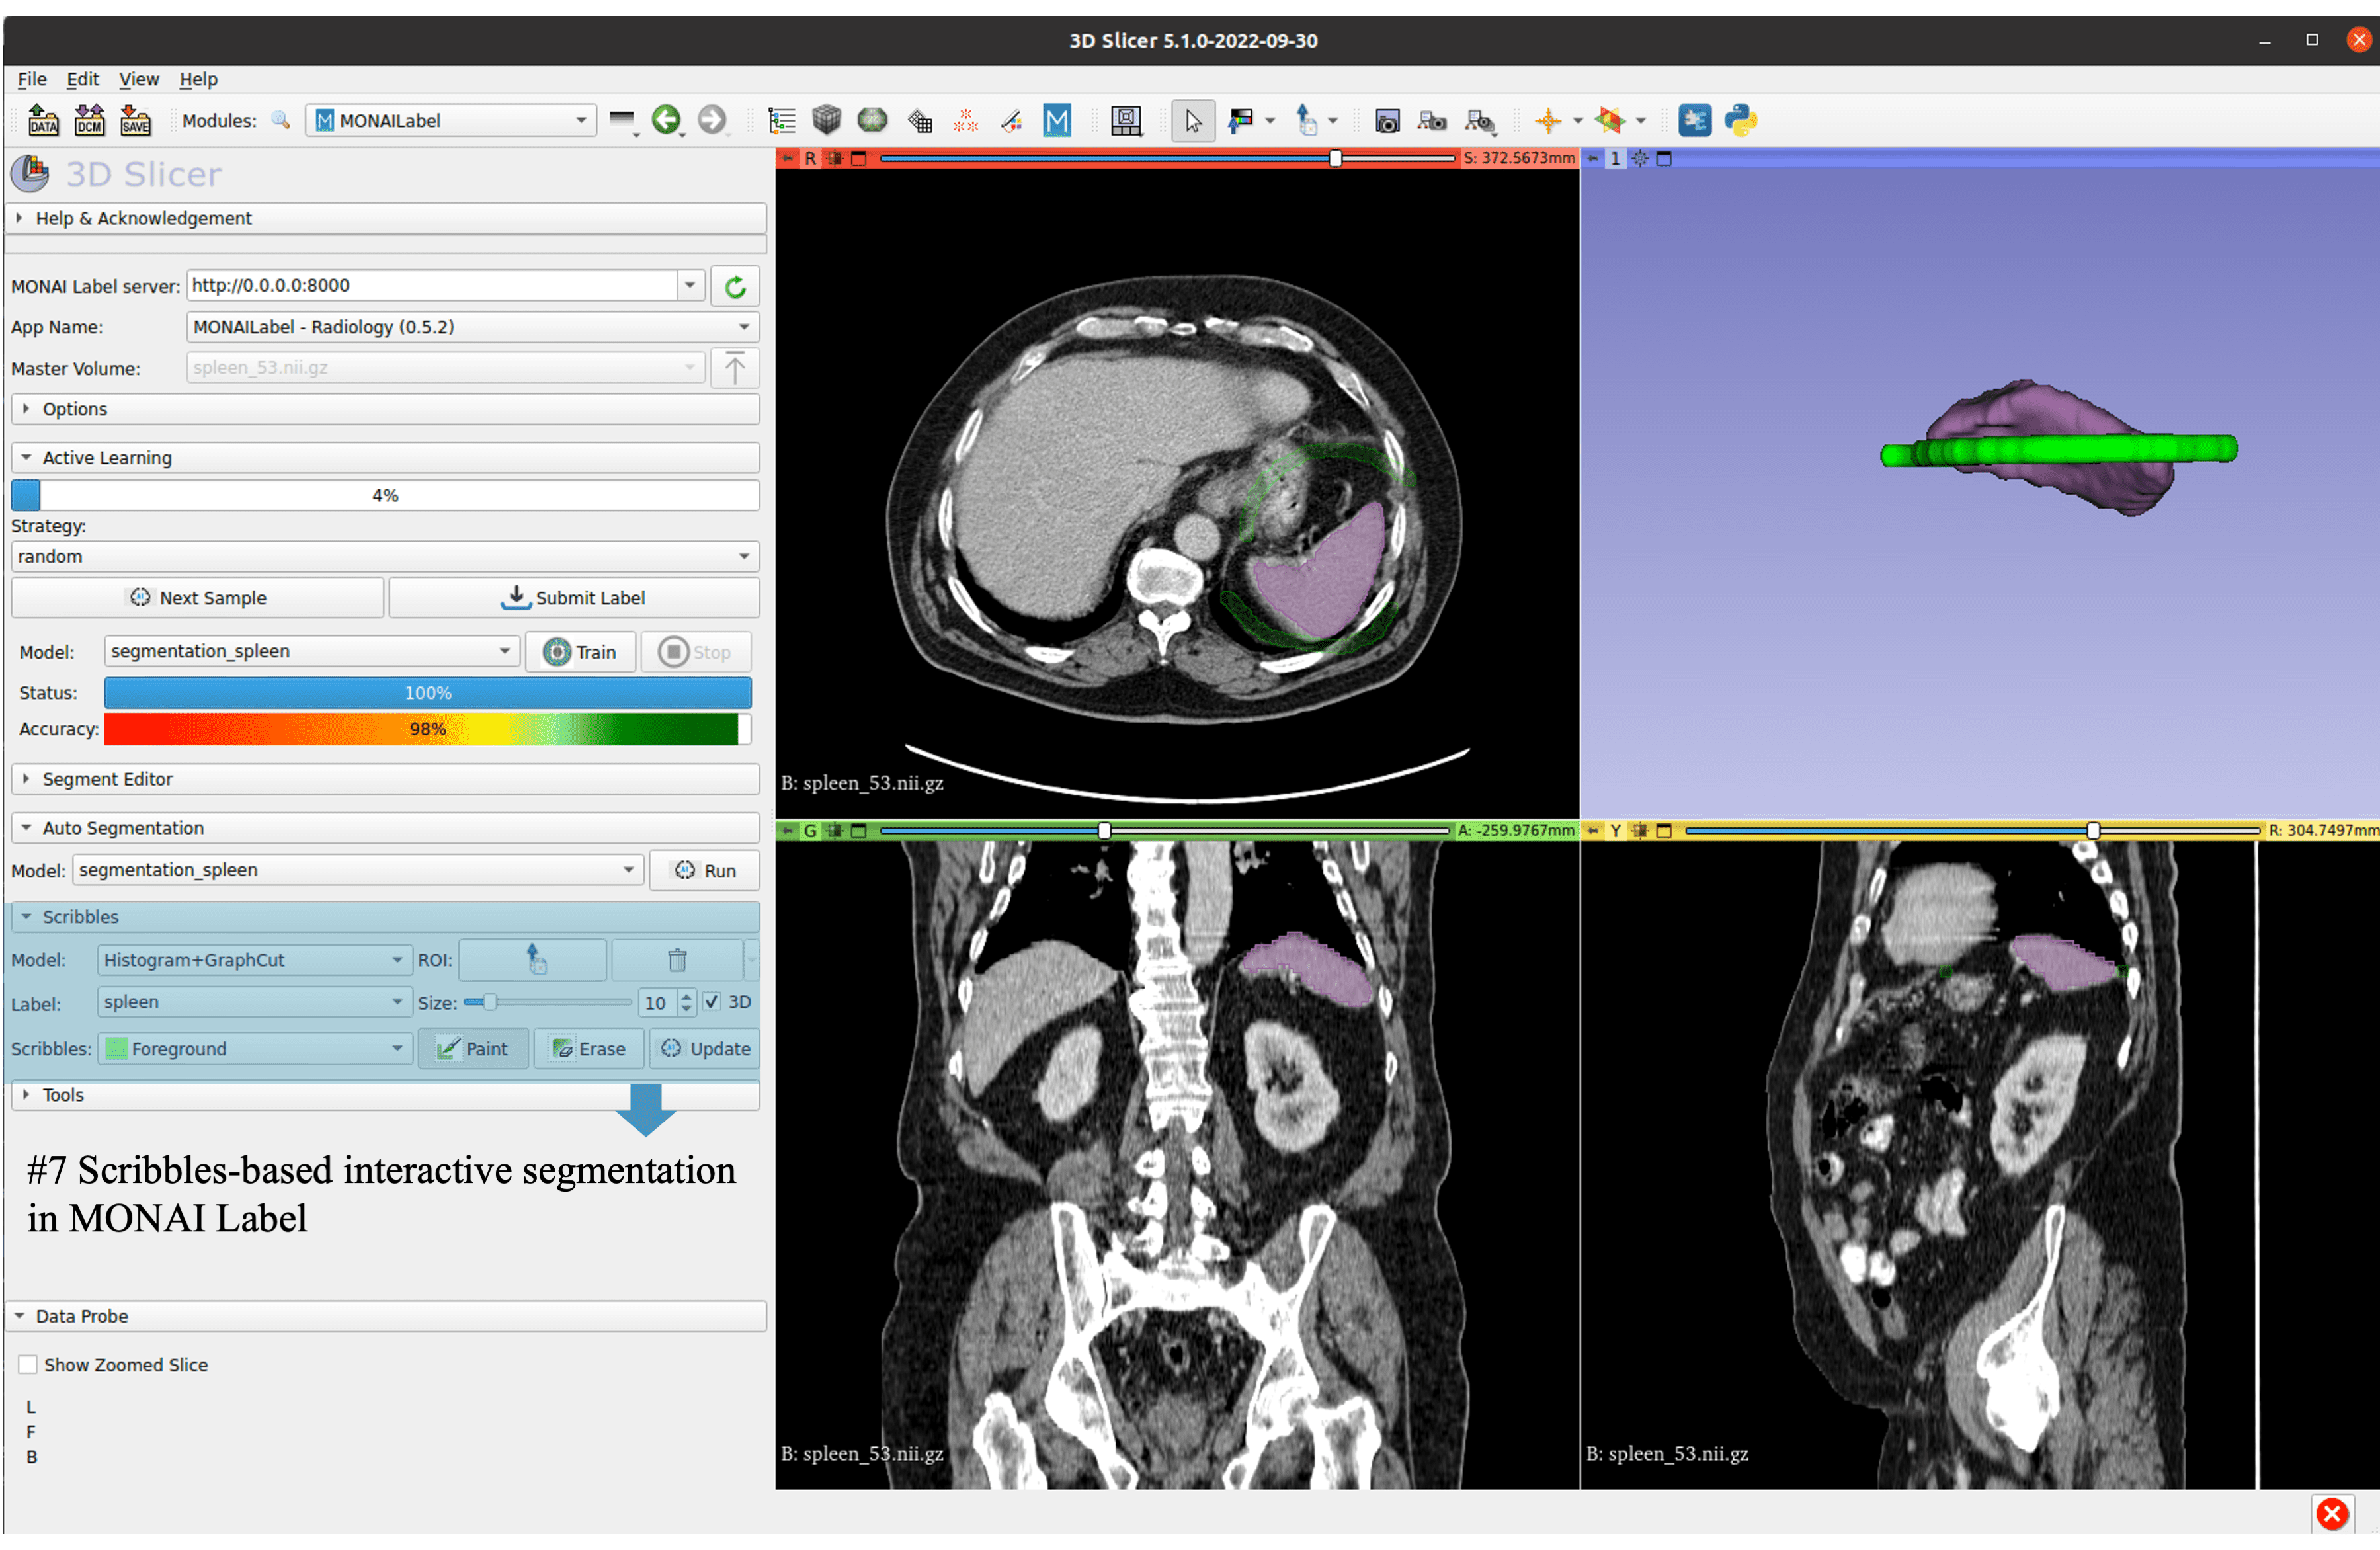 3D Slicer 5.1.0-2022-09-30
File Edit View Help
DATA DCM SAVE Modules: M MONAILabel M
3D Slicer
Help & Acknowledgement
MONAI Label server: http://0.0.0.0:8000
App Name: MONAILabel - Radiology (0.5.2)
Master Volume: spleen_53.nii.gz
Options
Active Learning
4%
Strategy:
random
Next Sample Submit Label
Model: segmentation_spleen Train Stop
Status: 100%
Accuracy: 98%
Segment Editor
Auto Segmentation
Model: segmentation_spleen Run
Scribbles
Model: Histogram+GraphCut ROI:
Label: spleen Size: 10 3D
Scribbles: Foreground Paint Erase Update
Tools
#7 Scribbles-based interactive segmentation
in MONAI Label
Data Probe
Show Zoomed Slice
L
F
B
R S: 372.5673mm
B: spleen_53.nii.gz
1
G A: -259.9767mm
B: spleen_53.nii.gz
Y R: 304.7497mm
B: spleen_53.nii.gz